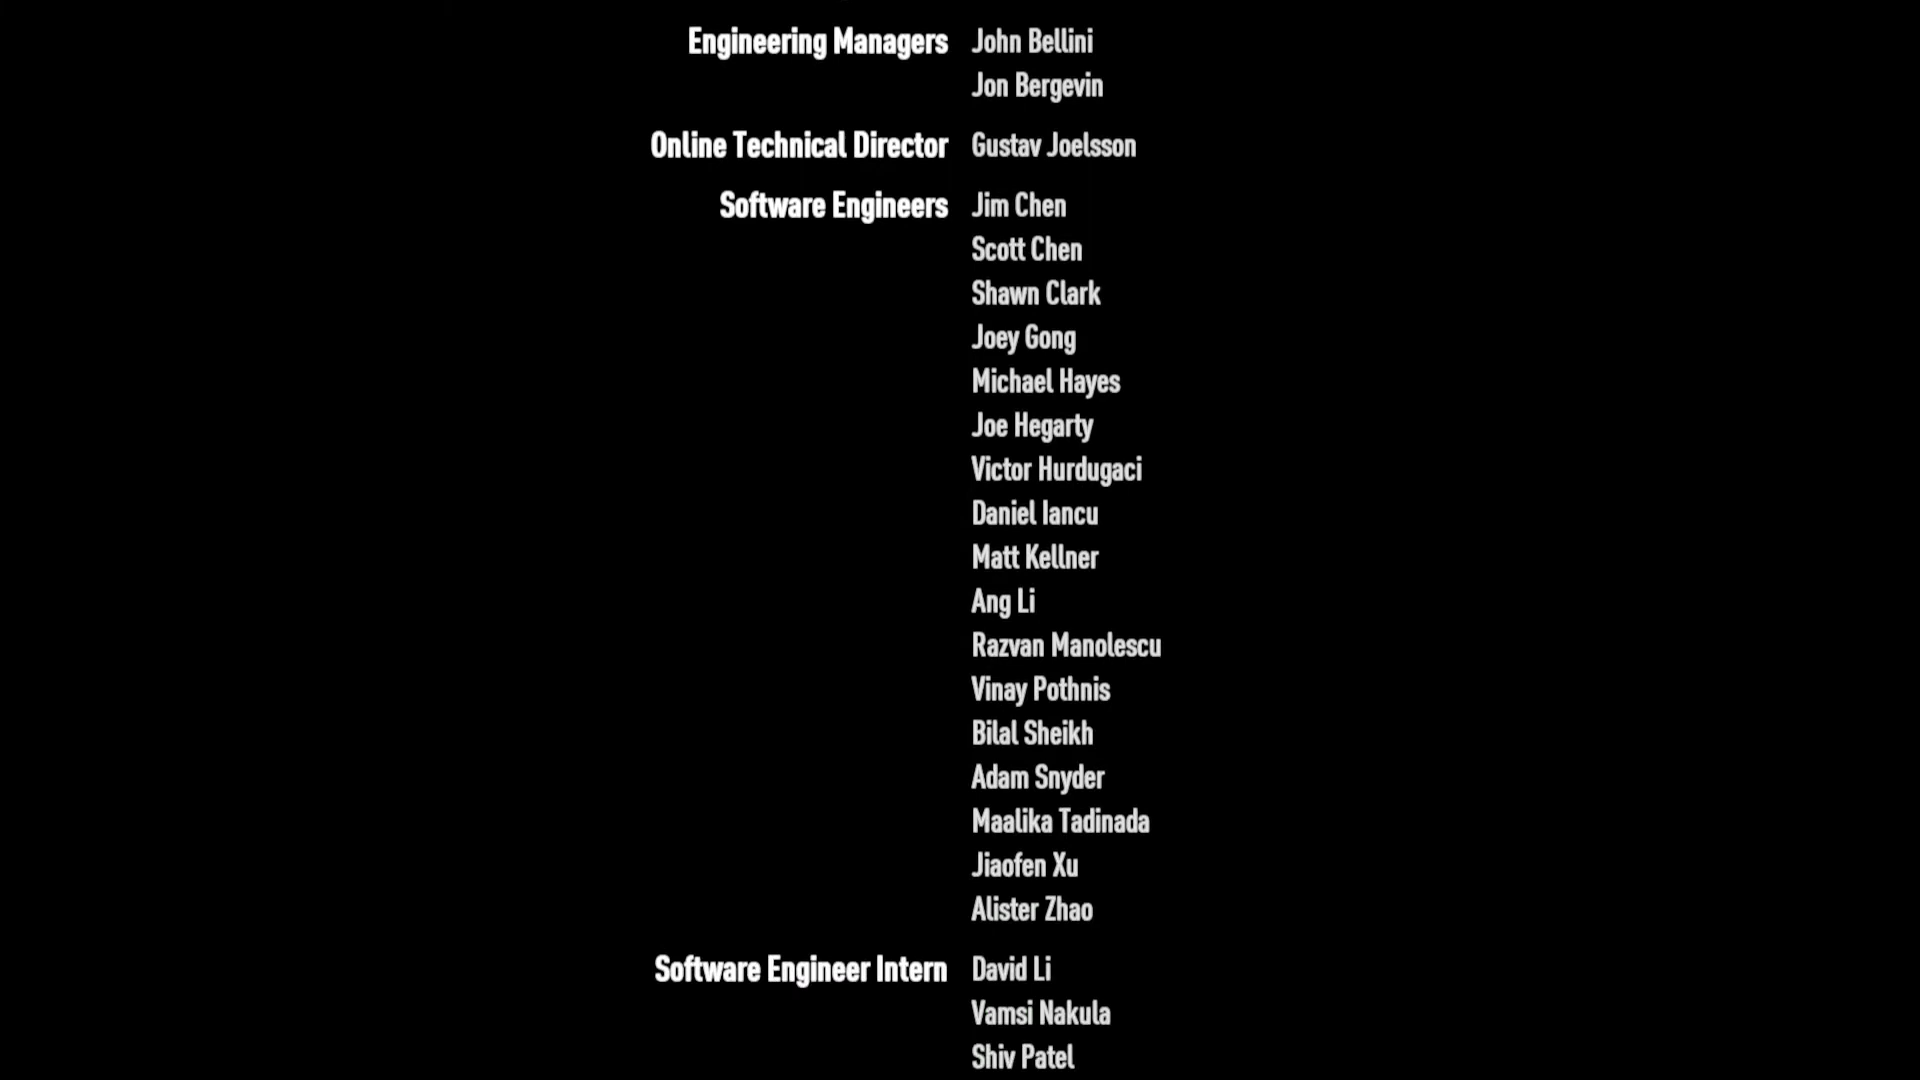 Engineering Managers John Bellini
Jon Bergevin
Online Technical Director Gustav Joelsson
Software Engineers Jim Chen
Scott Chen
Shawn Clark
Joey Gong
Michael Hayes
Joe Hegarty
Victor Hurdugaci
Daniel Iancu
Matt Kellner
Ang Li
Razvan Manolescu
Vinay Pothnis
Bilal Sheikh
Adam Snyder
Maalika Tadinada
Jiaofen Xu
Alister Zhao
Software Engineer Intern David Li
Vamsi Nakula
Shiv Patel